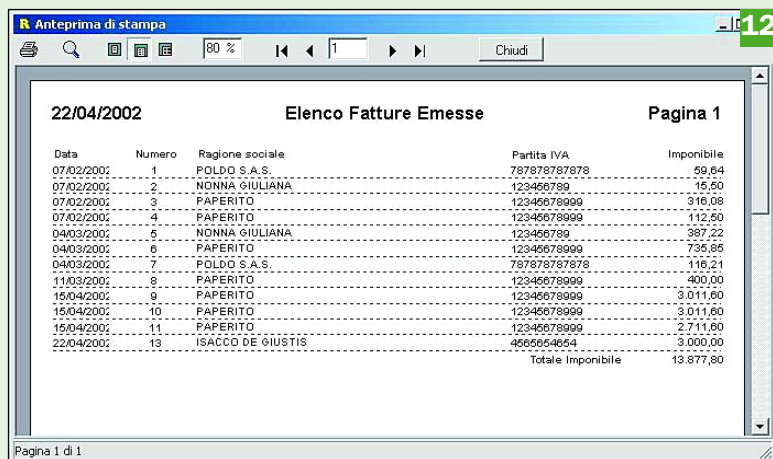 R Anteprima di stampa
12
80 %
1
Chiudi
22/04/2002 Elenco Fatture Emesse Pagina 1
Data Numero Ragione sociale Partita IVA Imponibile
07/02/2002 1 POLDO S.A.S. 787878787878 59,64
07/02/2002 2 NONNA GIULIANA 123456789 15,50
07/02/2002 3 PAPERITO 12345678999 316,08
07/02/2002 4 PAPERITO 12345678999 112,50
04/03/2002 5 NONNA GIULIANA 123456789 387,22
04/03/2002 6 PAPERITO 12345678999 735,85
04/03/2002 7 POLDO S.A.S. 787878787878 116,21
11/03/2002 8 PAPERITO 12345678999 400,00
15/04/2002 9 PAPERITO 12345678999 3.011,60
15/04/2002 10 PAPERITO 12345678999 3.011,60
15/04/2002 11 PAPERITO 12345678999 2.711,60
22/04/2002 13 ISACCO DE GIUSTIS 4565654654 3.000,00
Totale Imponibile 13.877,80
Pagina 1 di 1